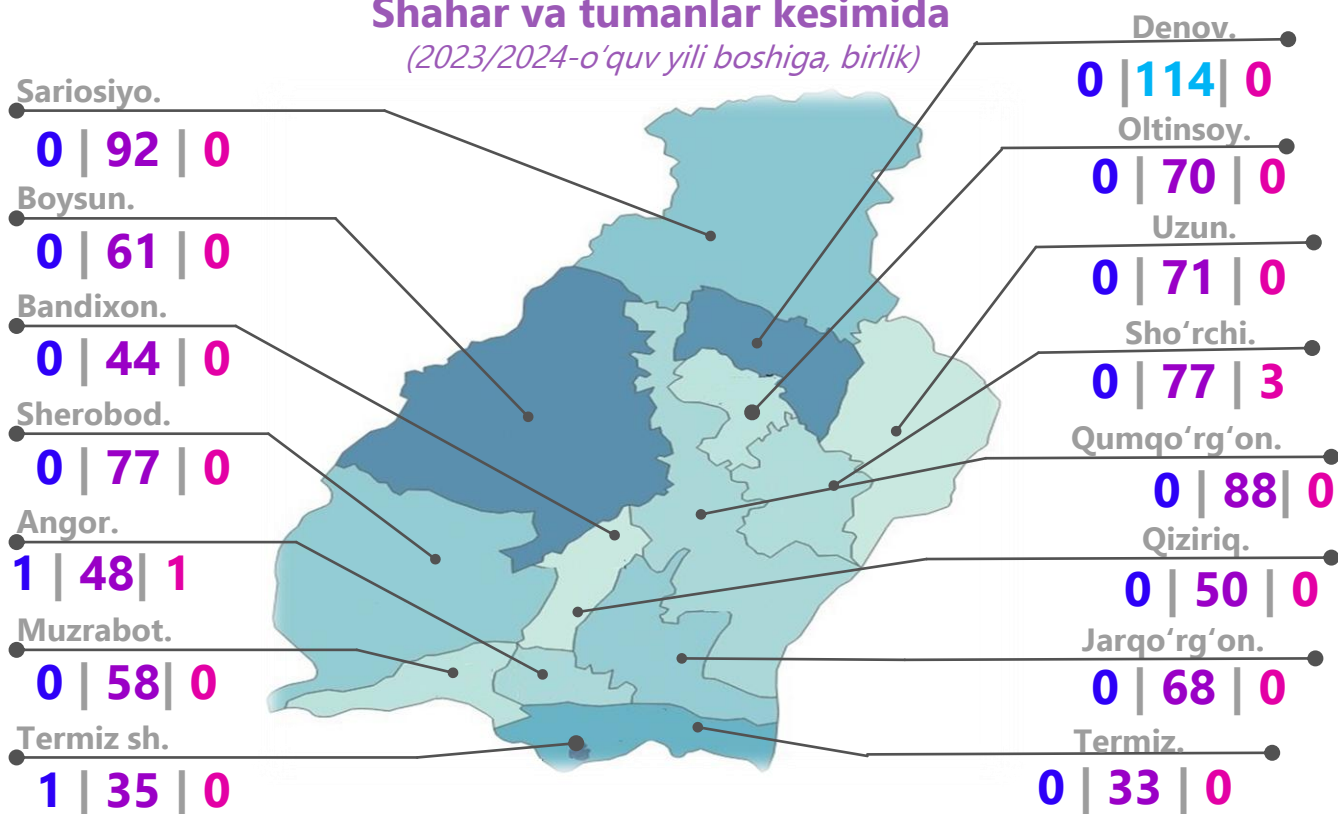 Shahar va tumanlar kesimida
(2023/2024-o‘quv yili boshiga, birlik)
Sariosiyo.
0 | 92 | 0
Boysun.
0 | 61 | 0
Bandixon.
0 | 44 | 0
Sherobod.
0 | 77 | 0
Angor.
1 | 48| 1
Muzrabot.
0 | 58| 0
Termiz sh.
1 | 35 | 0
Denov.
0 |114| 0
Oltinsoy.
0 | 70 | 0
Uzun.
0 | 71 | 0
Sho‘rchi.
0 | 77 | 3
Qumqo‘rg‘on.
0 | 88| 0
Qiziriq.
0 | 50 | 0
Jarqo‘rg‘on.
0 | 68 | 0
Termiz.
0 | 33 | 0